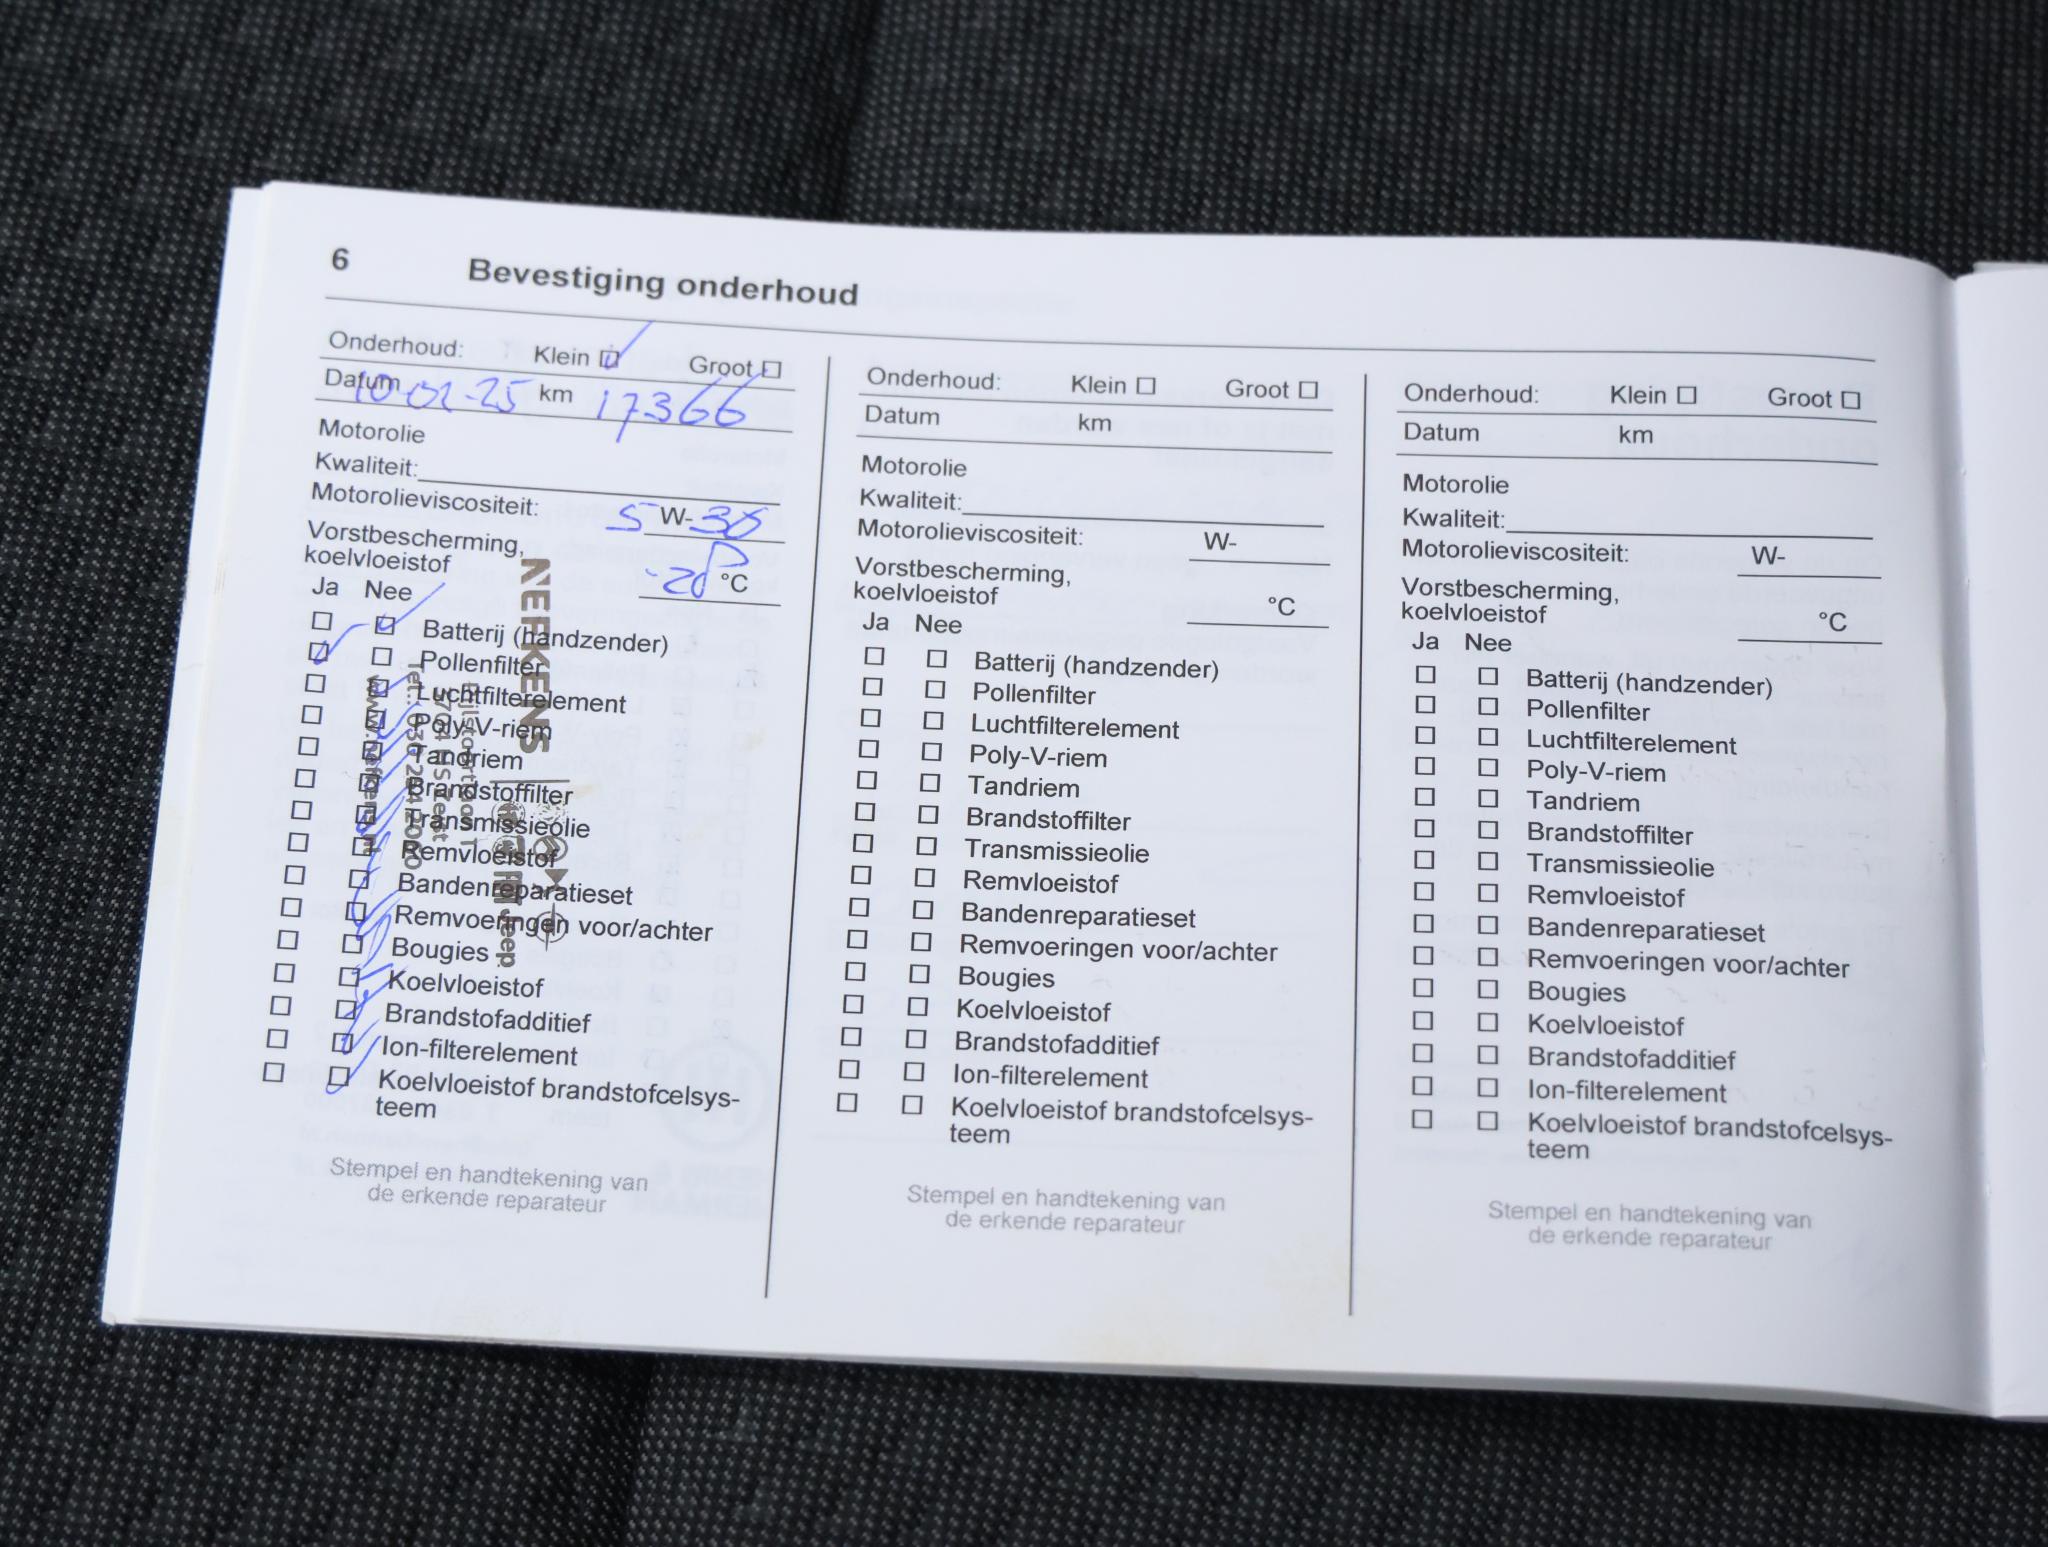 6 Bevestiging onderhoud
Onderhoud: Klein ☑ Groot ☐
Datum 10-02-25 km 17366
Motorolie
Kwaliteit:
Motorolieviscositeit: 5 W-30
Vorstbescherming,
koelvloeistof -20 °C
Ja Nee
☐ ☑ Batterij (handzender)
☑ ☐ Pollenfilter
☐ ☑ Luchtfilterelement
☐ ☑ Poly-V-riem
☐ ☑ Tandriem
☐ ☑ Brandstoffilter
☐ ☑ Transmissieolie
☐ ☑ Remvloeistof
☐ ☑ Bandenreparatieset
☐ ☑ Remvoeringen voor/achter
☐ ☑ Bougies
☐ ☑ Koelvloeistof
☐ ☑ Brandstofadditief
☐ ☑ Ion-filterelement
☐ ☑ Koelvloeistof brandstofcelsys-
teem
Stempel en handtekening van
de erkende reparateur
NEFKENS
Jeep
Zeist
Tel.: 030
Onderhoud: Klein ☐ Groot ☐
Datum km
Motorolie
Kwaliteit:
Motorolieviscositeit: W-
Vorstbescherming,
koelvloeistof °C
Ja Nee
☐ ☐ Batterij (handzender)
☐ ☐ Pollenfilter
☐ ☐ Luchtfilterelement
☐ ☐ Poly-V-riem
☐ ☐ Tandriem
☐ ☐ Brandstoffilter
☐ ☐ Transmissieolie
☐ ☐ Remvloeistof
☐ ☐ Bandenreparatieset
☐ ☐ Remvoeringen voor/achter
☐ ☐ Bougies
☐ ☐ Koelvloeistof
☐ ☐ Brandstofadditief
☐ ☐ Ion-filterelement
☐ ☐ Koelvloeistof brandstofcelsys-
teem
Stempel en handtekening van
de erkende reparateur
Onderhoud: Klein ☐ Groot ☐
Datum km
Motorolie
Kwaliteit:
Motorolieviscositeit: W-
Vorstbescherming,
koelvloeistof °C
Ja Nee
☐ ☐ Batterij (handzender)
☐ ☐ Pollenfilter
☐ ☐ Luchtfilterelement
☐ ☐ Poly-V-riem
☐ ☐ Tandriem
☐ ☐ Brandstoffilter
☐ ☐ Transmissieolie
☐ ☐ Remvloeistof
☐ ☐ Bandenreparatieset
☐ ☐ Remvoeringen voor/achter
☐ ☐ Bougies
☐ ☐ Koelvloeistof
☐ ☐ Brandstofadditief
☐ ☐ Ion-filterelement
☐ ☐ Koelvloeistof brandstofcelsys-
teem
Stempel en handtekening van
de erkende reparateur